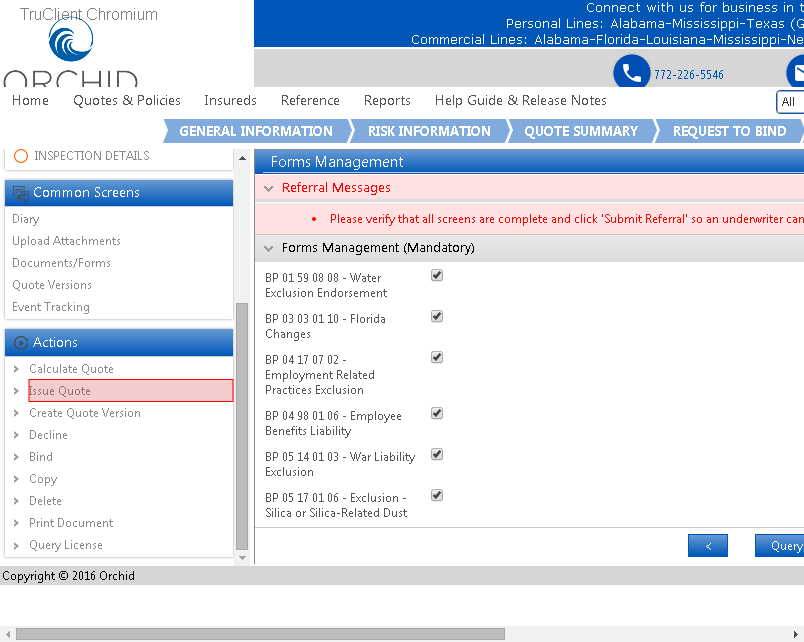 TruClient Chromium
ORCHID
Connect with us for business in t
Personal Lines: Alabama-Mississippi-Texas (G
Commercial Lines: Alabama-Florida-Louisiana-Mississippi-Ne
772-226-5546
Home Quotes & Policies Insureds Reference Reports Help Guide & Release Notes All
GENERAL INFORMATION RISK INFORMATION QUOTE SUMMARY REQUEST TO BIND
INSPECTION DETAILS
Common Screens
Diary
Upload Attachments
Documents/Forms
Quote Versions
Event Tracking
Actions
Calculate Quote
Issue Quote
Create Quote Version
Decline
Bind
Copy
Delete
Print Document
Query License
Forms Management
Referral Messages
• Please verify that all screens are complete and click 'Submit Referral' so an underwriter can
Forms Management (Mandatory)
BP 01 59 08 08 - Water
Exclusion Endorsement
BP 03 03 01 10 - Florida
Changes
BP 04 17 07 02 -
Employment Related
Practices Exclusion
BP 04 98 01 06 - Employee
Benefits Liability
BP 05 14 01 03 - War Liability
Exclusion
BP 05 17 01 06 - Exclusion -
Silica or Silica-Related Dust
< Query
Copyright © 2016 Orchid